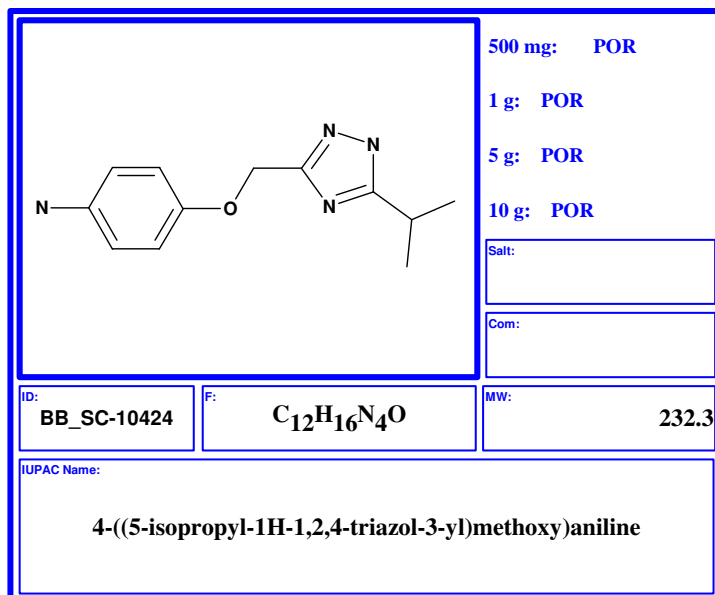 500 mg: POR
1 g: POR
5 g: POR
10 g: POR
N
O
N
N
N
Salt:
Com:
ID:
BB_SC-10424
F:
C12H16N4O
MW:
232.3
IUPAC Name:
4-((5-isopropyl-1H-1,2,4-triazol-3-yl)methoxy)aniline